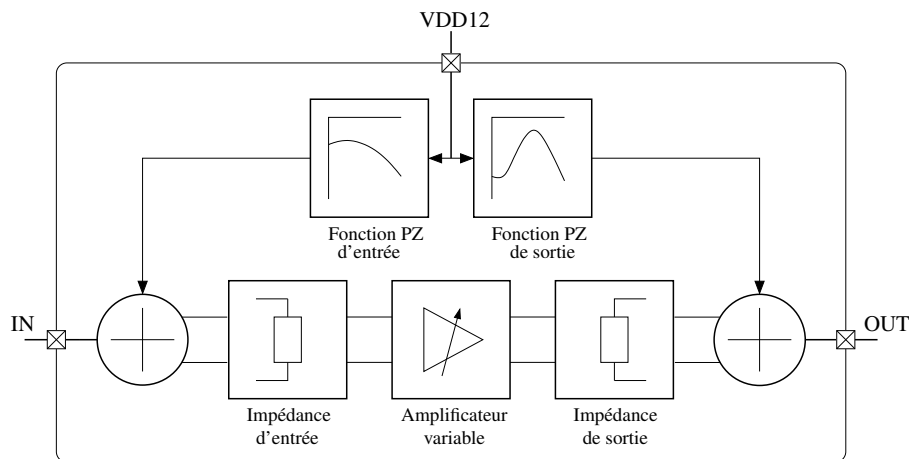 VDD12
Fonction PZ
d'entrée
Fonction PZ
de sortie
IN
OUT
Impédance
d'entrée
Amplificateur
variable
Impédance
de sortie